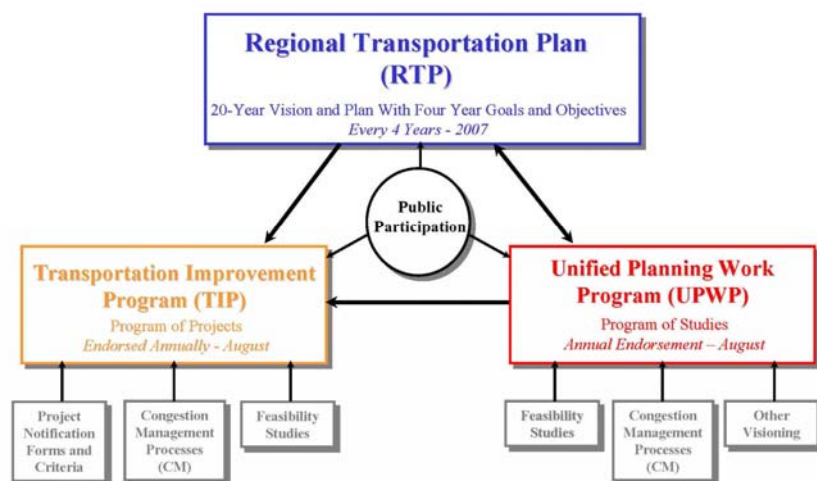 Regional Transportation Plan
(RTP)
20-Year Vision and Plan With Four Year Goals and Objectives
Every 4 Years - 2007
Public
Participation
Transportation Improvement
Program (TIP)
Program of Projects
Endorsed Annually - August
Unified Planning Work
Program (UPWP)
Program of Studies
Annual Endorsement – August
Project
Notification
Forms and
Criteria
Congestion
Management
Processes
(CM)
Feasibility
Studies
Feasibility
Studies
Congestion
Management
Processes
(CM)
Other
Visioning